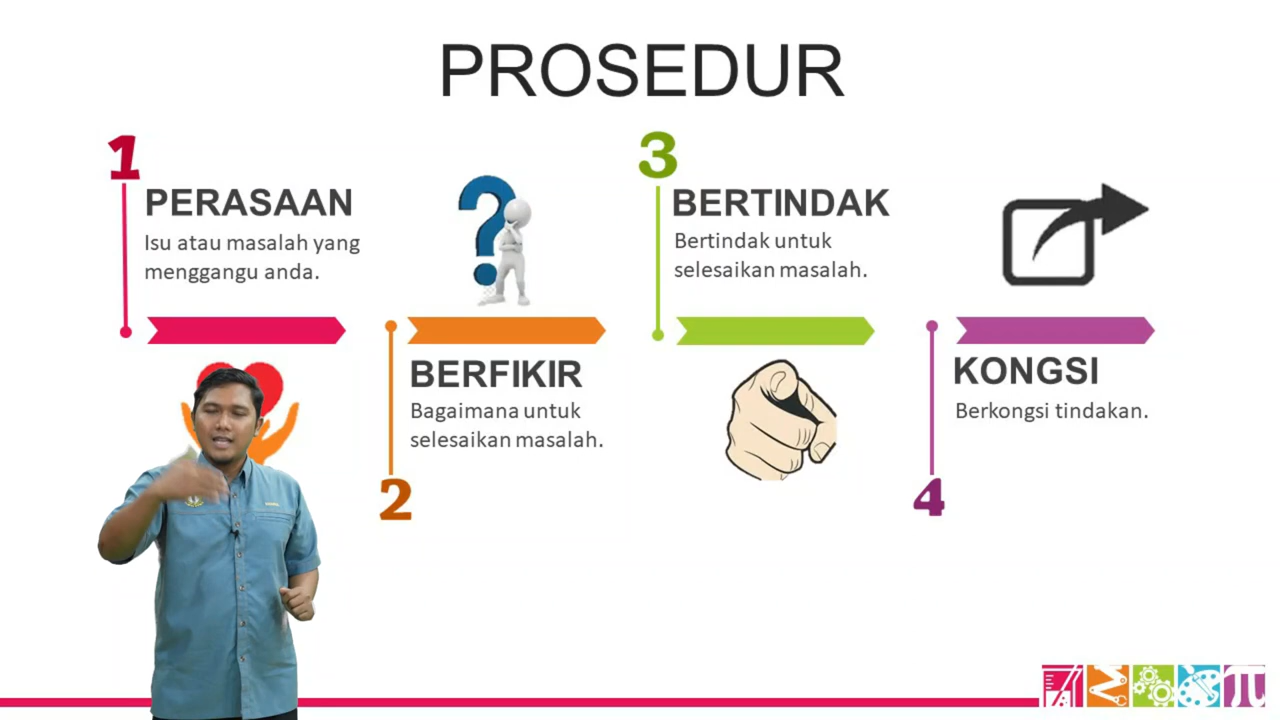 PROSEDUR
1
PERASAAN
Isu atau masalah yang
menggangu anda.
BERFIKIR
Bagaimana untuk
selesaikan masalah.
2
3
BERTINDAK
Bertindak untuk
selesaikan masalah.
KONGSI
Berkongsi tindakan.
4